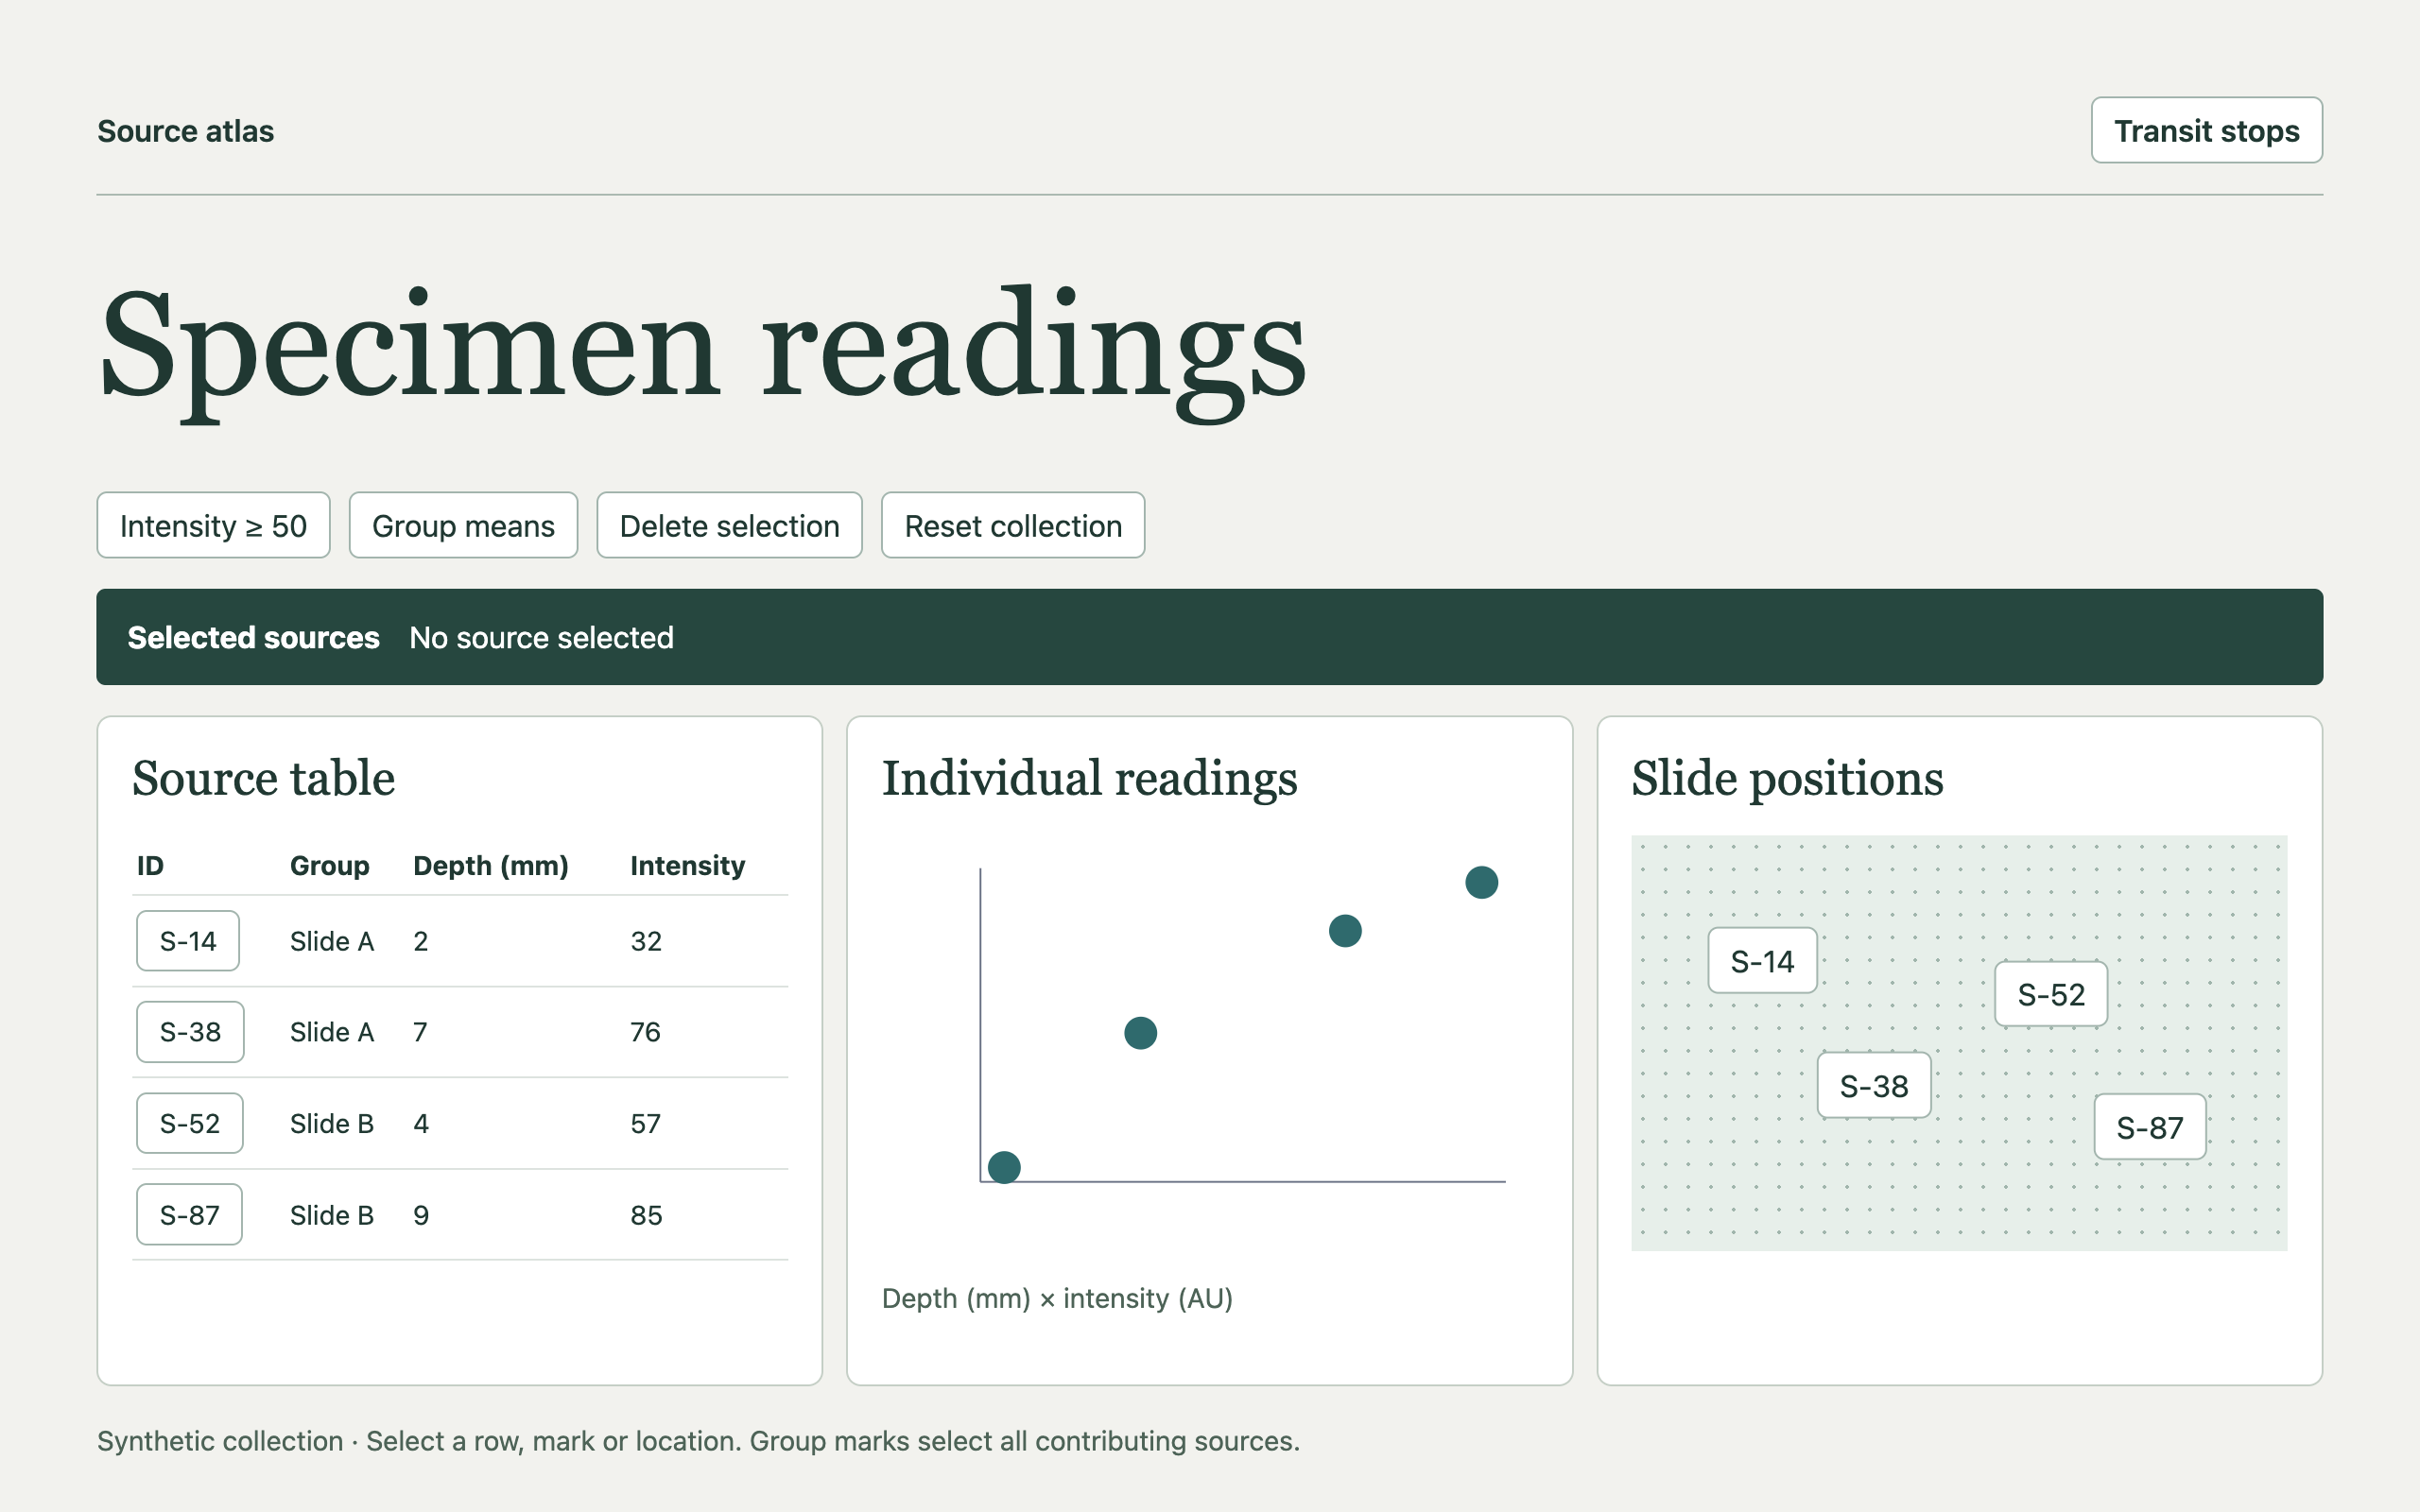 Source atlas
Transit stops
Specimen readings
Intensity ≥ 50
Group means
Delete selection
Reset collection
Selected sources No source selected
Source table
ID Group Depth (mm) Intensity
S-14 Slide A 2 32
S-38 Slide A 7 76
S-52 Slide B 4 57
S-87 Slide B 9 85
Individual readings
Depth (mm) × intensity (AU)
Slide positions
S-14
S-52
S-38
S-87
Synthetic collection · Select a row, mark or location. Group marks select all contributing sources.